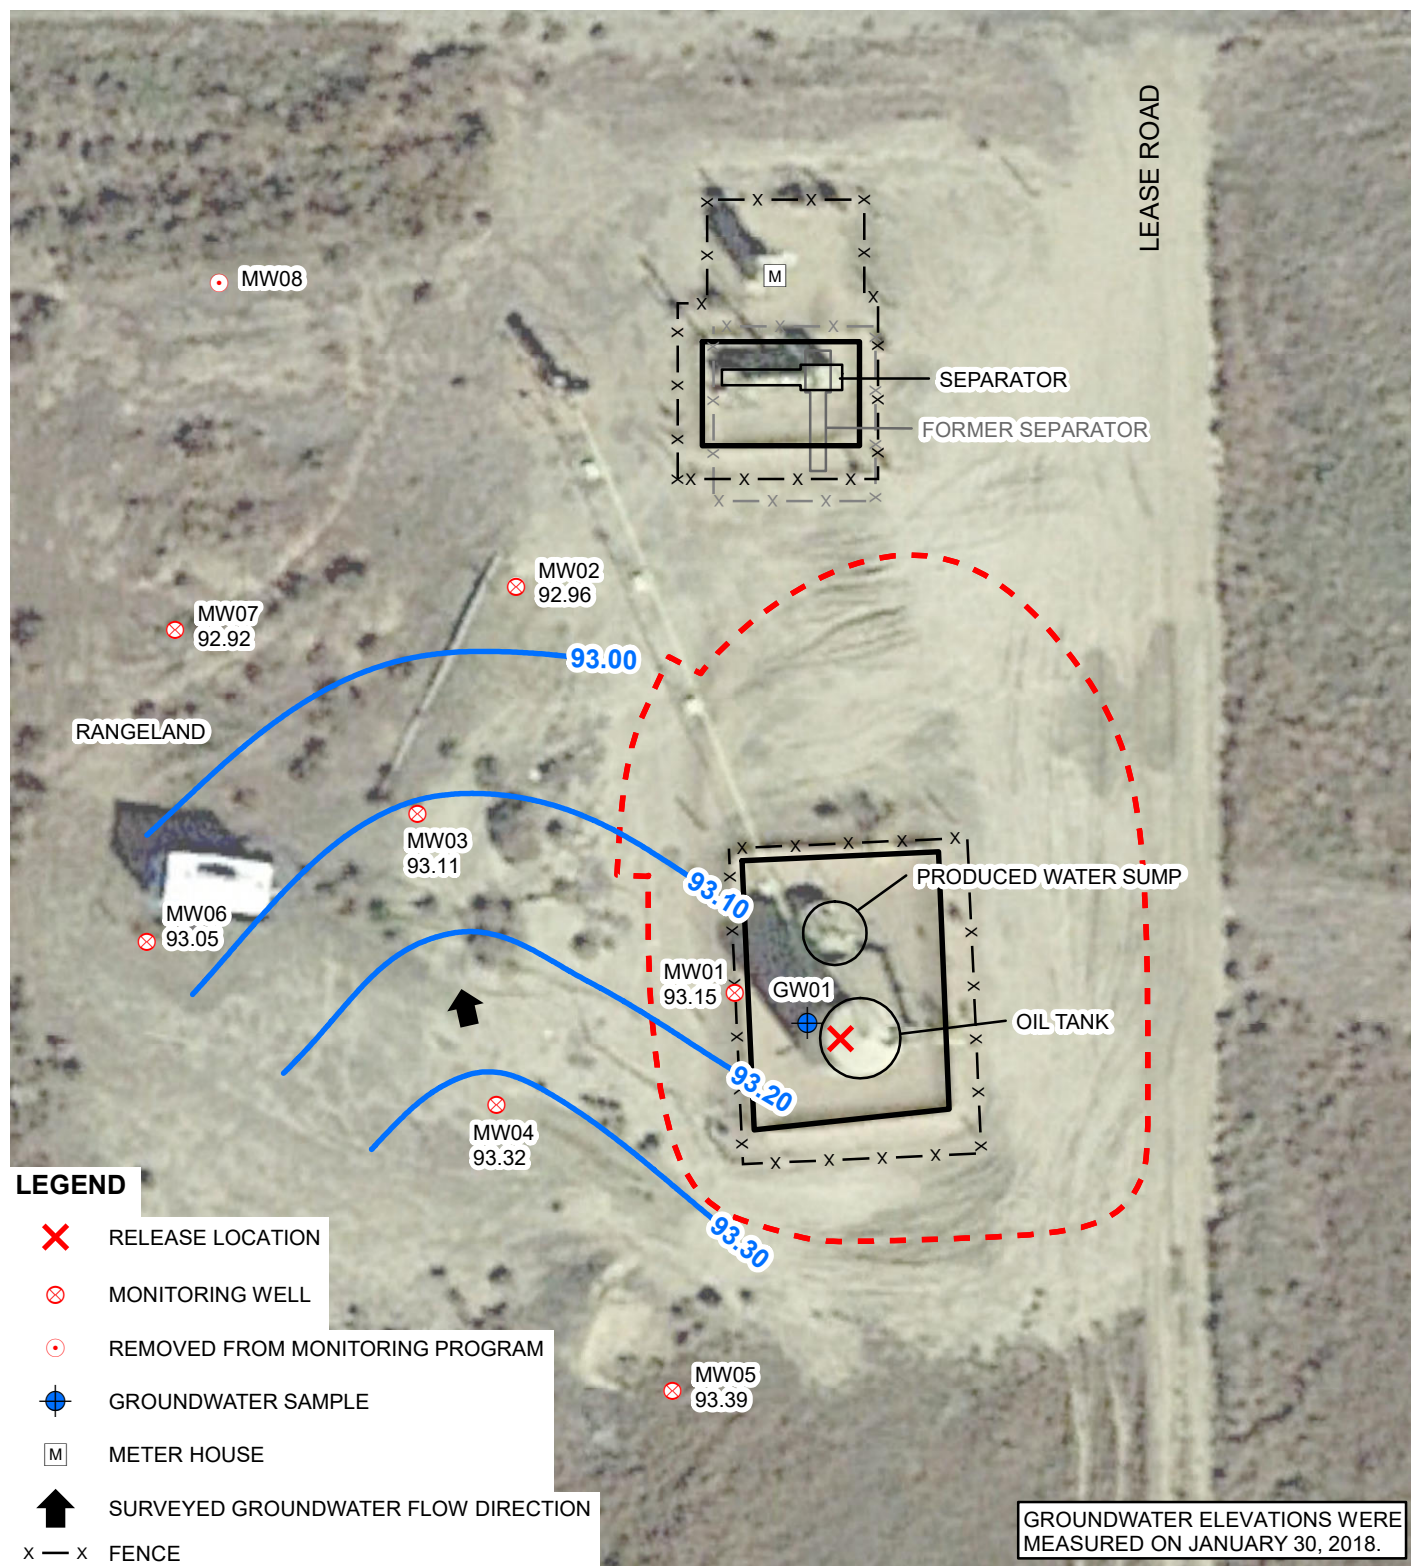 LEASE ROAD
MW08
M
SEPARATOR
FORMER SEPARATOR
MW02
92.96
MW07
92.92
93.00
RANGELAND
MW03
93.11
93.10
PRODUCED WATER SUMP
MW06
93.05
MW01
93.15
GW01
OIL TANK
93.20
MW04
93.32
93.30
MW05
93.39
LEGEND
RELEASE LOCATION
MONITORING WELL
REMOVED FROM MONITORING PROGRAM
GROUNDWATER SAMPLE
M METER HOUSE
SURVEYED GROUNDWATER FLOW DIRECTION
X — X FENCE
GROUNDWATER ELEVATIONS WERE
MEASURED ON JANUARY 30, 2018.